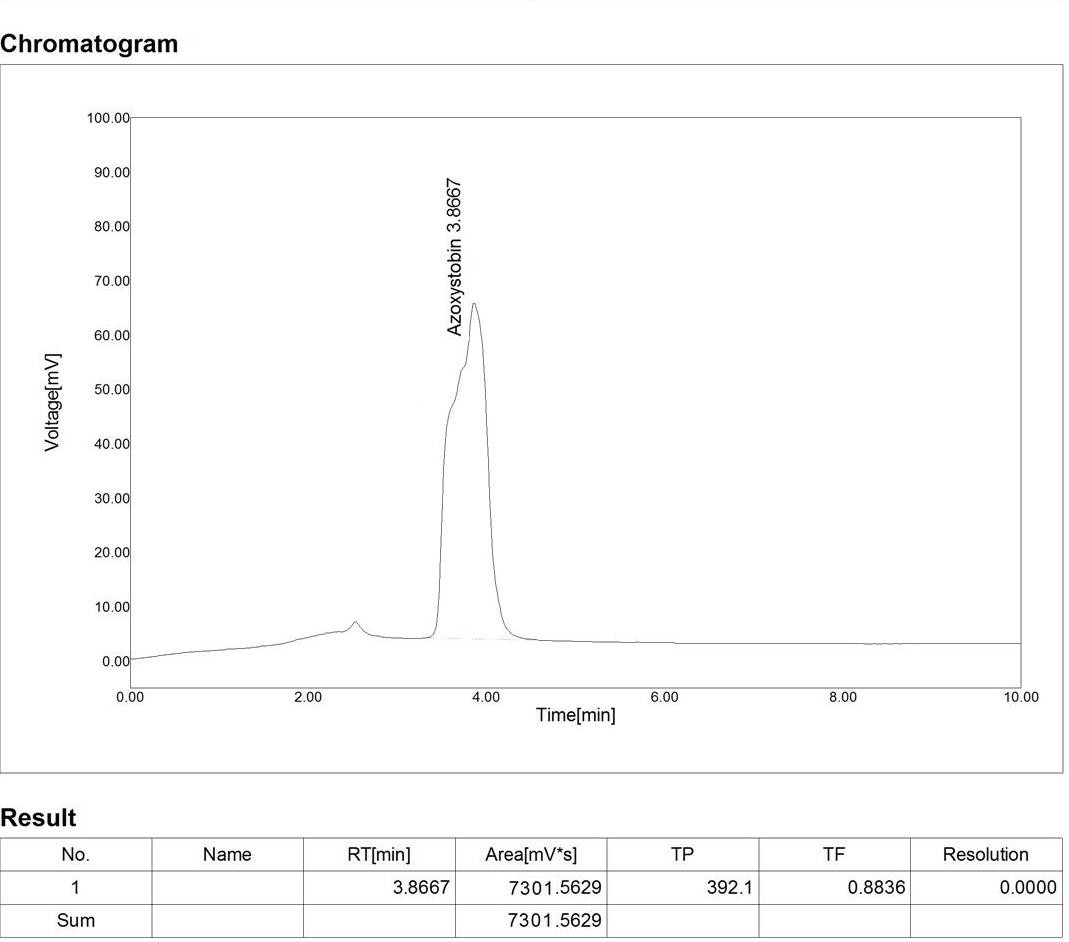 Chromatogram
100.00
90.00
80.00
70.00
60.00
50.00
40.00
30.00
20.00
10.00
0.00
Voltage[mV]
Azoxystobin 3.8667
0.00 2.00 4.00 6.00 8.00 10.00
Time[min]
Result
No. Name RT[min] Area[mV*s] TP TF Resolution
1 3.8667 7301.5629 392.1 0.8836 0.0000
Sum 7301.5629